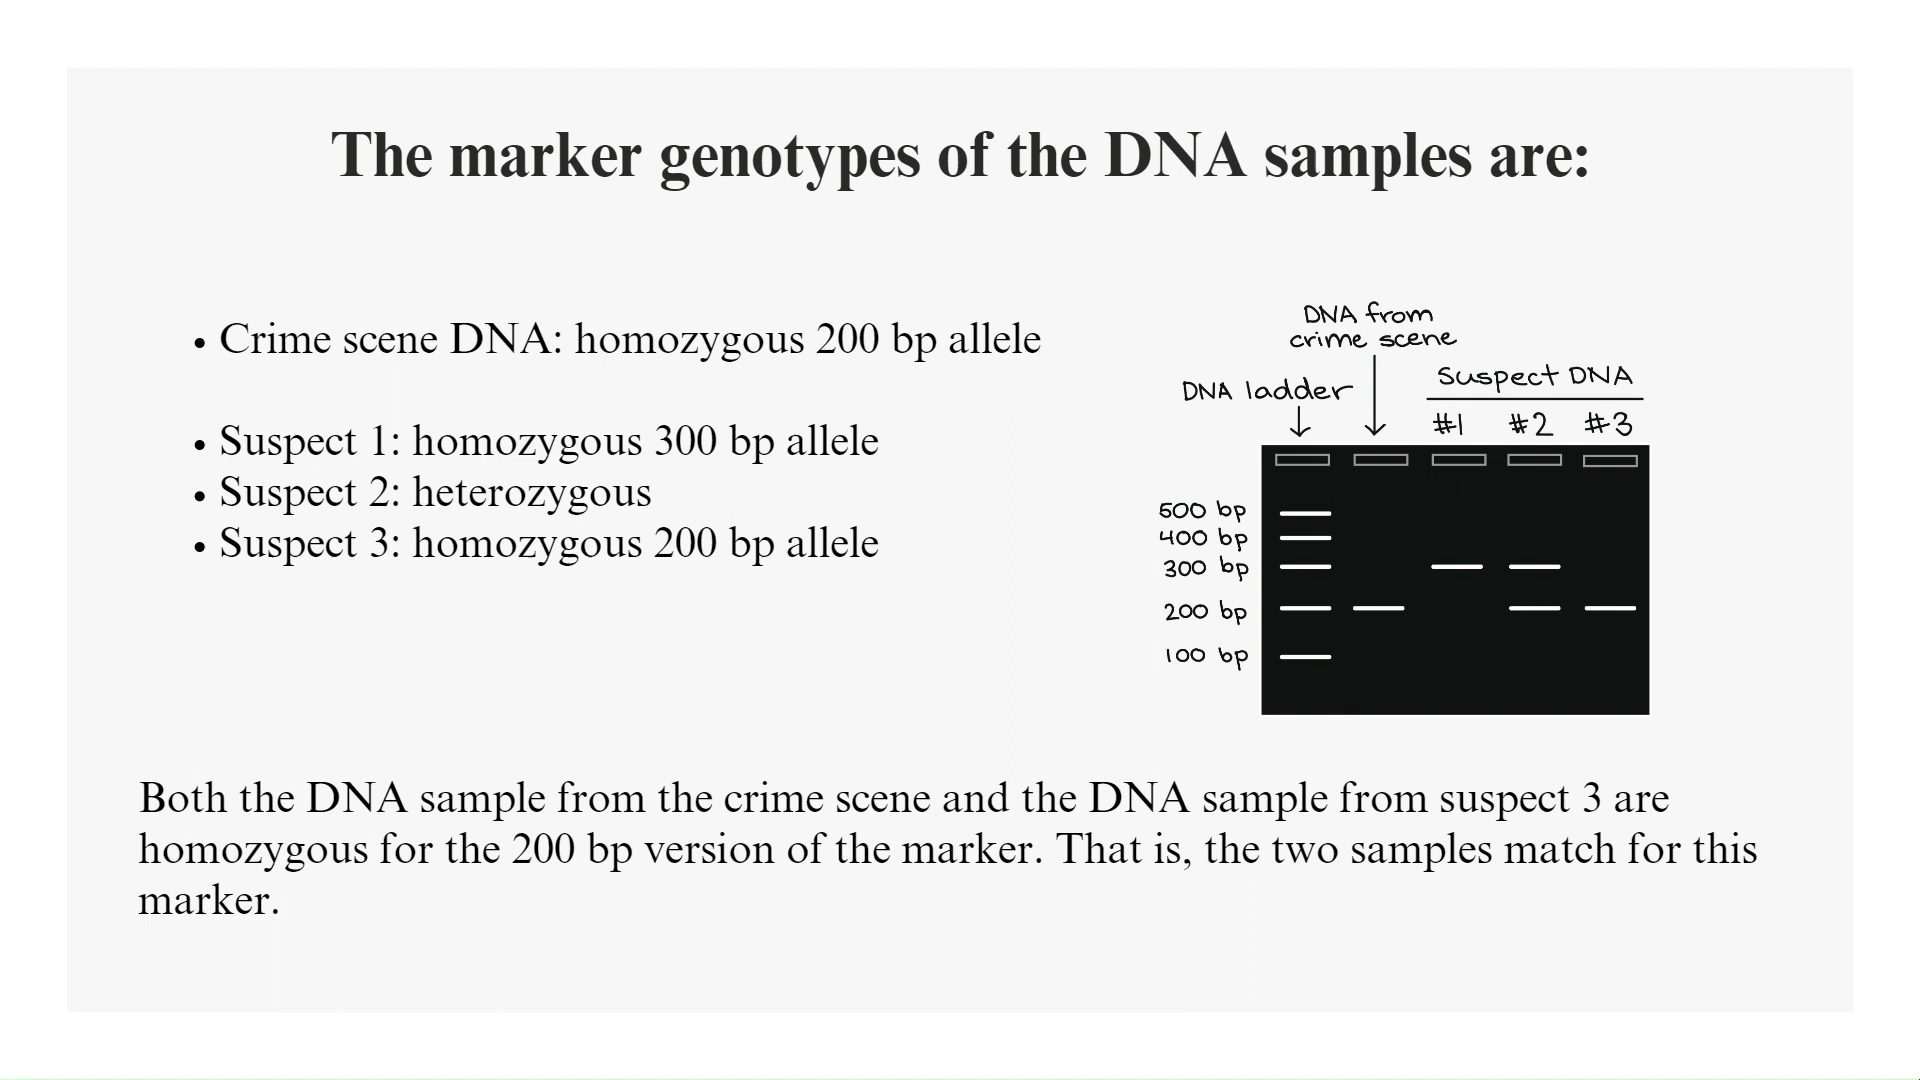 The marker genotypes of the DNA samples are:
• Crime scene DNA: homozygous 200 bp allele
• Suspect 1: homozygous 300 bp allele
• Suspect 2: heterozygous
• Suspect 3: homozygous 200 bp allele
DNA from
crime scene
DNA ladder
Suspect DNA
#1 #2 #3
500 bp
400 bp
300 bp
200 bp
100 bp
Both the DNA sample from the crime scene and the DNA sample from suspect 3 are
homozygous for the 200 bp version of the marker. That is, the two samples match for this
marker.